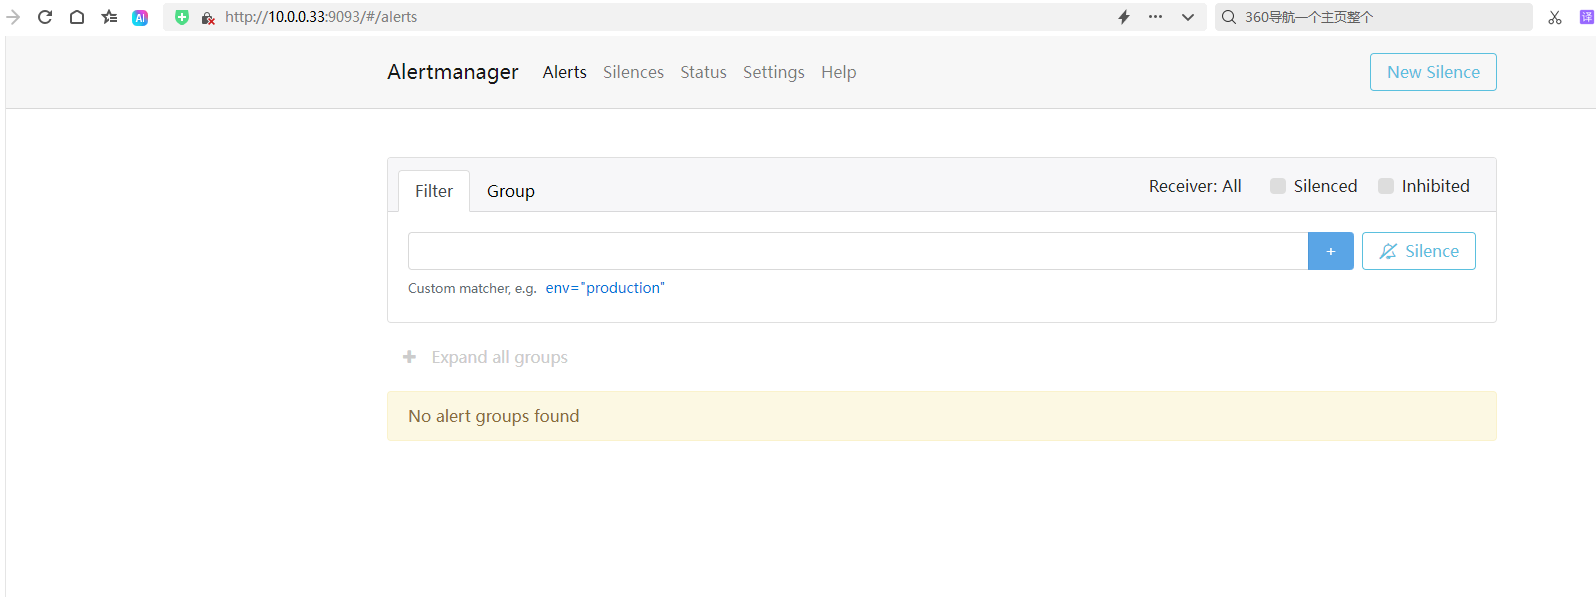 AI http://10.0.0.33:9093/#/alerts 360导航一个主页整个 译
Alertmanager Alerts Silences Status Settings Help New Silence
Filter Group Receiver: All Silenced Inhibited
+ Silence
Custom matcher, e.g. env="production"
+ Expand all groups
No alert groups found